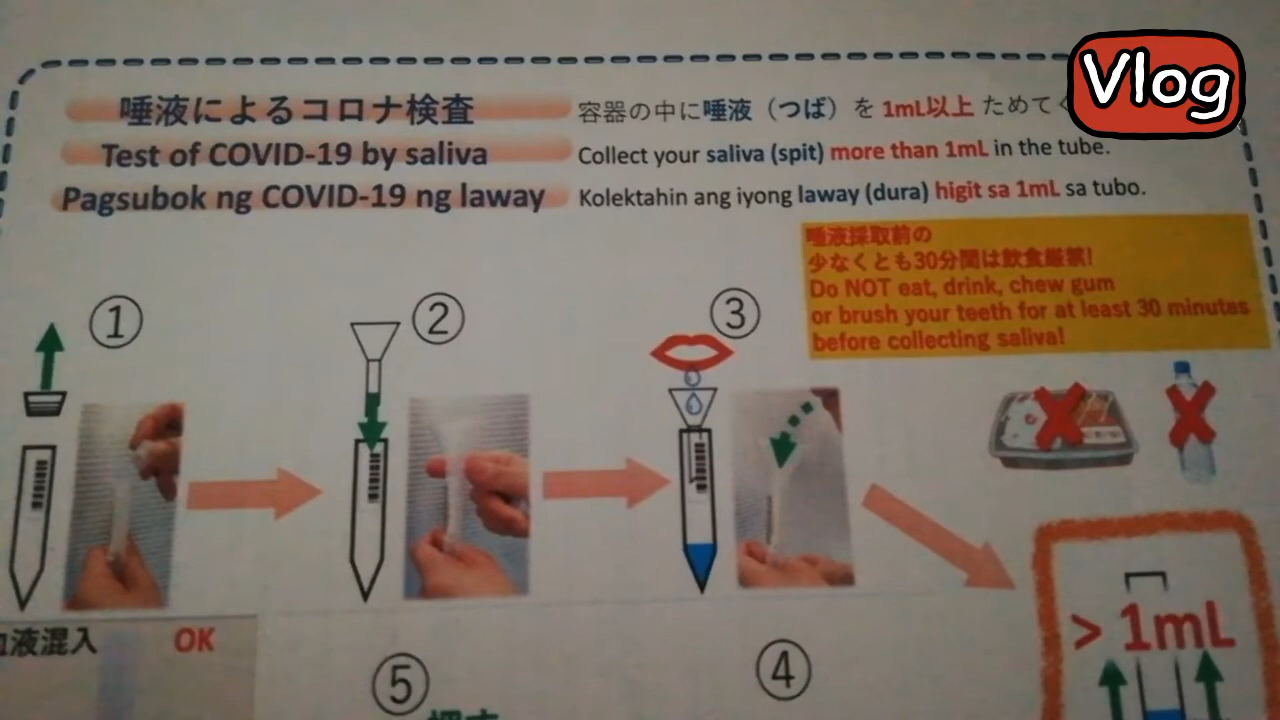 Vlog
唾液によるコロナ検査
Test of COVID-19 by saliva
Pagsubok ng COVID-19 ng laway
容器の中に唾液（つば）を 1mL以上 ためて
Collect your saliva (spit) more than 1mL in the tube.
Kolektahin ang iyong laway (dura) higit sa 1mL sa tubo.
唾液採取前の
少なくとも30分間は飲食厳禁!
Do NOT eat, drink, chew gum
or brush your teeth for at least 30 minutes
before collecting saliva!
①
②
③
> 1mL
液混入 OK
⑤
④